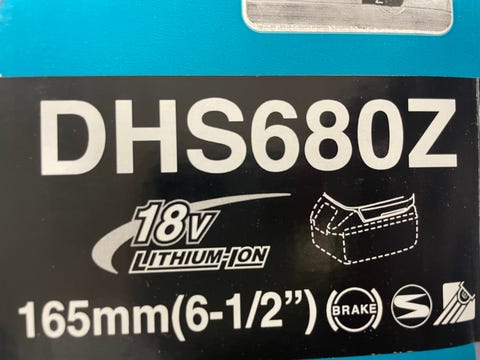 DHS680Z
18V
LITHIUM-ION
165mm(6-1/2”) BRAKE S